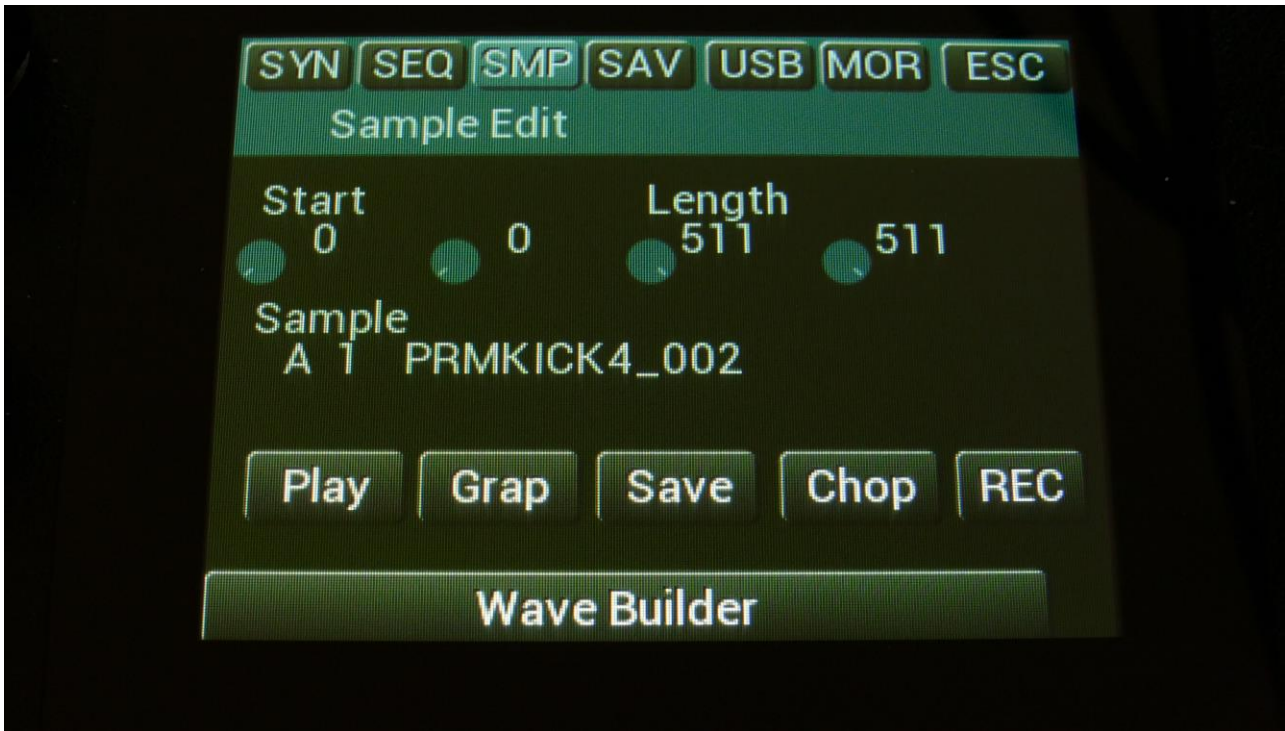 SYN SEQ SMP SAV USB MOR ESC
Sample Edit
Start Length
0 0 511 511
Sample
A 1 PRMKICK4_002
Play Grap Save Chop REC
Wave Builder